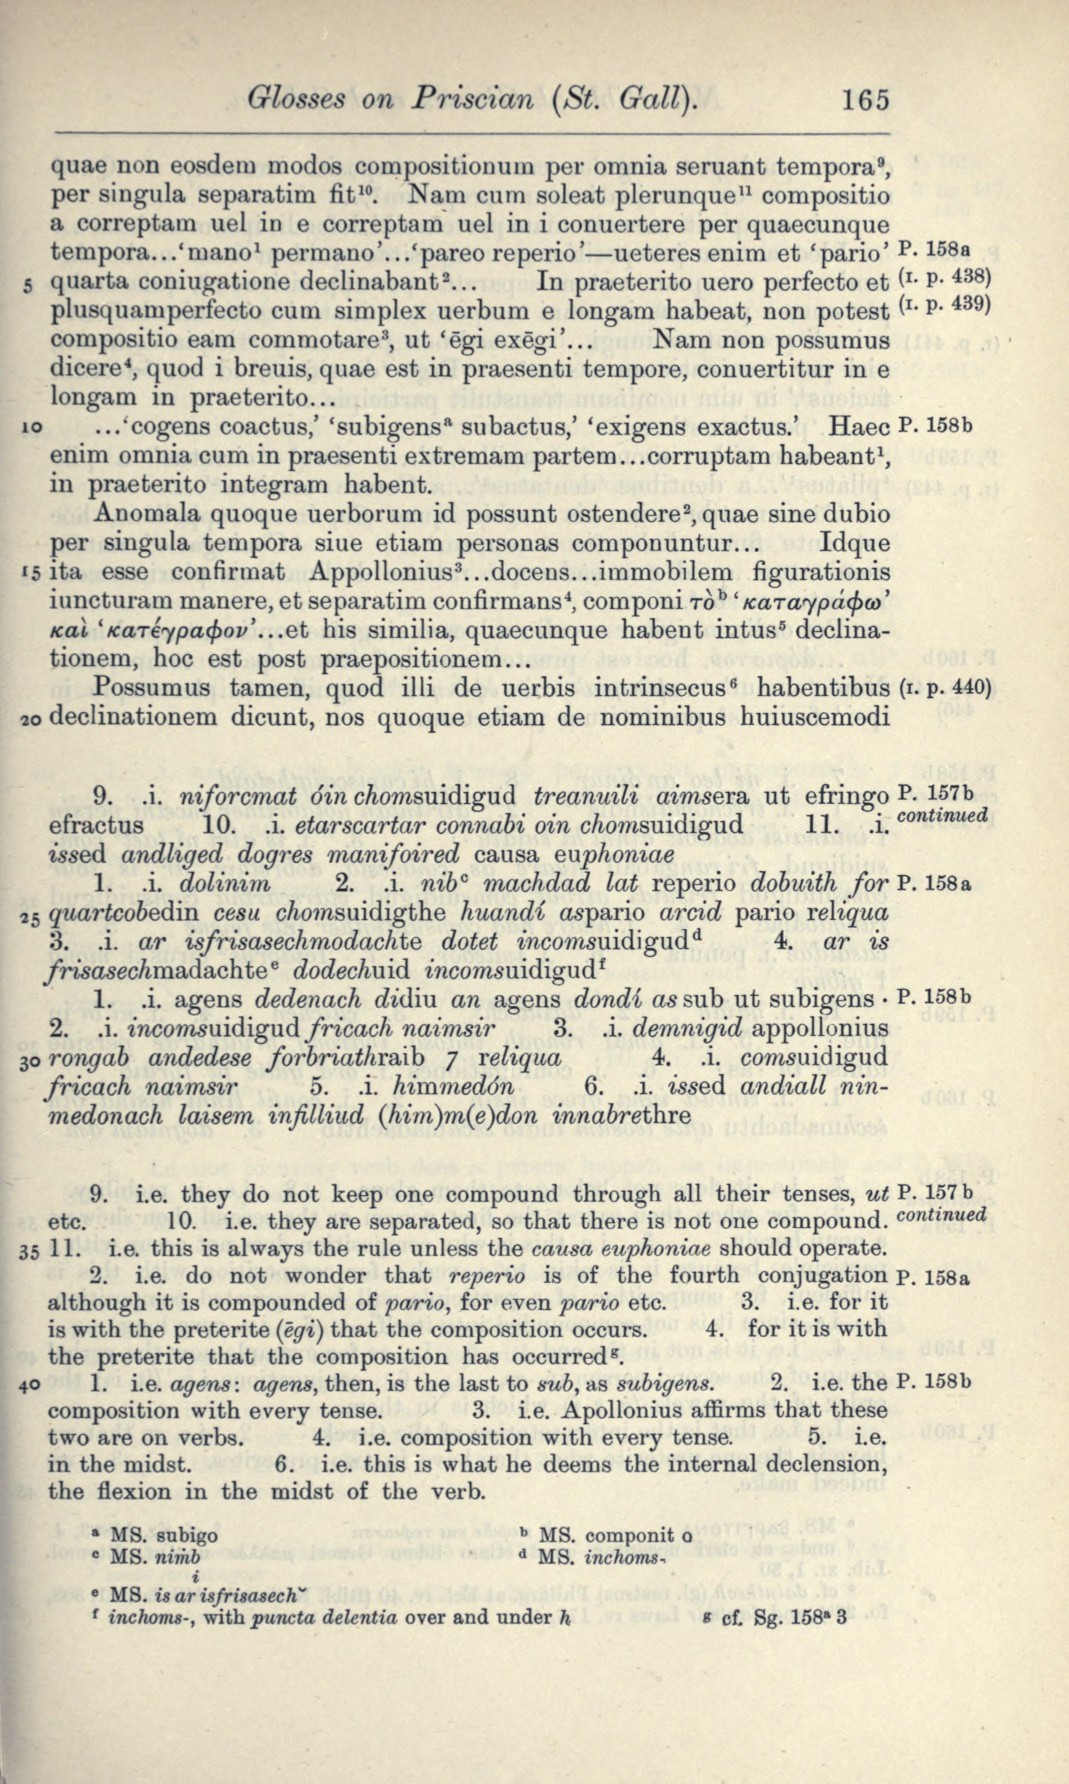 Glosses on Priscian (St. Gall). 165
quae non eosdem modos compositionum per omnia seruant tempora⁹,
per singula separatim fit¹⁰. Nam cum soleat plerunque¹¹ compositio
a correptam uel in e correptam uel in i conuertere per quaecunque
tempora...‘mano¹ permano’...‘pareo reperio’—ueteres enim et ‘pario’ P. 158a
5 quarta coniugatione declinabant²... In praeterito uero perfecto et (I. p. 438)
plusquamperfecto cum simplex uerbum e longam habeat, non potest (I. p. 439)
compositio eam commotare³, ut ‘ēgi exēgi’... Nam non possumus
dicere⁴, quod i breuis, quae est in praesenti tempore, conuertitur in e
longam in praeterito...
10 ...‘cogens coactus,’ ‘subigensᵃ subactus,’ ‘exigens exactus.’ Haec P. 158b
enim omnia cum in praesenti extremam partem...corruptam habeant¹,
in praeterito integram habent.
Anomala quoque uerborum id possunt ostendere², quae sine dubio
per singula tempora siue etiam personas componuntur... Idque
15 ita esse confirmat Appollonius³...docens...immobilem figurationis
iuncturam manere, et separatim confirmans⁴, componi τὸᵇ ‘καταγράφω’
καὶ ‘κατέγραφον’...et his similia, quaecunque habent intus⁵ declina-
tionem, hoc est post praepositionem...
Possumus tamen, quod illi de uerbis intrinsecus⁶ habentibus (I. p. 440)
20 declinationem dicunt, nos quoque etiam de nominibus huiuscemodi
9. .i. niforcmat óin chomsuidigud treanuili aimsera ut efringo P. 157b
efractus 10. .i. etarscartar connabi oin chomsuidigud 11. .i. continued
issed andliged dogres manifoired causa euphoniae
1. .i. dolinim 2. .i. nibᶜ machdad lat reperio dobuith for P. 158a
25 quartcobedin cesu chomsuidigthe huandí aspario arcid pario reliqua
3. .i. ar isfrisasechmodachte dotet incomsuidigudᵈ 4. ar is
frisasechmadachteᵉ dodechuid incomsuidigudᶠ
1. .i. agens dedenach didiu an agens dondí as sub ut subigens · P. 158b
2. .i. incomsuidigud fricach naimsir 3. .i. demnigid appollonius
30 rongab andedese forbriathraib 7 reliqua 4. .i. comsuidigud
fricach naimsir 5. .i. himmedón 6. .i. issed andiall nin-
medonach laisem infilliud (him)m(e)don innabrethre
9. i.e. they do not keep one compound through all their tenses, ut P. 157b
etc. 10. i.e. they are separated, so that there is not one compound. continued
35 11. i.e. this is always the rule unless the causa euphoniae should operate.
2. i.e. do not wonder that reperio is of the fourth conjugation P. 158a
although it is compounded of pario, for even pario etc. 3. i.e. for it
is with the preterite (ēgi) that the composition occurs. 4. for it is with
the preterite that the composition has occurredᵍ.
40 1. i.e. agens: agens, then, is the last to sub, as subigens. 2. i.e. the P. 158b
composition with every tense. 3. i.e. Apollonius affirms that these
two are on verbs. 4. i.e. composition with every tense. 5. i.e.
in the midst. 6. i.e. this is what he deems the internal declension,
the flexion in the midst of the verb.
ᵃ MS. subigo ᵇ MS. componit o
ᶜ MS. niṁb ᵈ MS. inchoms-
i
ᵉ MS. is ar isfrisasech˘
ᶠ inchoms-, with puncta delentia over and under h ᵍ cf. Sg. 158ᵃ 3